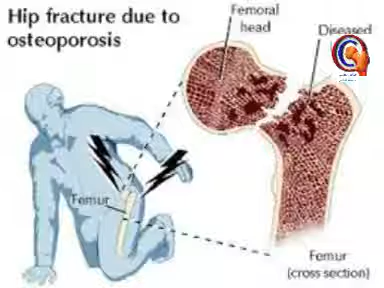 Hip fracture due to
osteoporosis
Femoral
head
Diseased
Femur
Femur
(cross section)